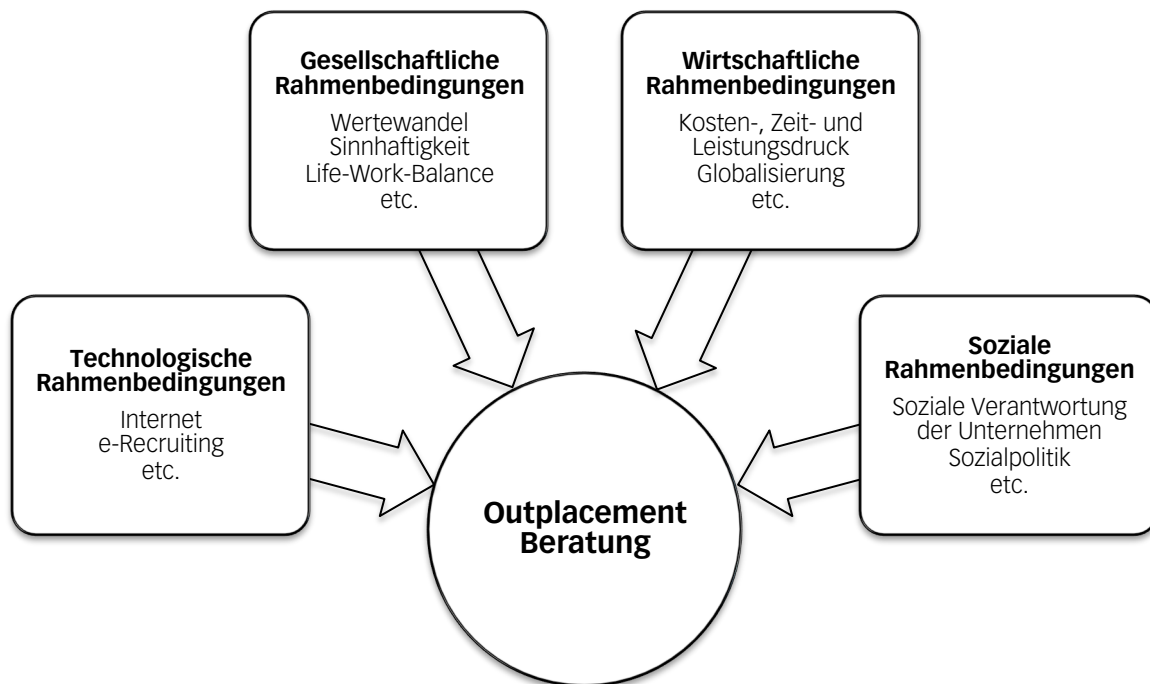 Gesellschaftliche
Rahmenbedingungen
Wertewandel
Sinnhaftigkeit
Life-Work-Balance
etc.
Wirtschaftliche
Rahmenbedingungen
Kosten-, Zeit- und
Leistungsdruck
Globalisierung
etc.
Technologische
Rahmenbedingungen
Internet
e-Recruiting
etc.
Soziale
Rahmenbedingungen
Soziale Verantwortung
der Unternehmen
Sozialpolitik
etc.
Outplacement
Beratung